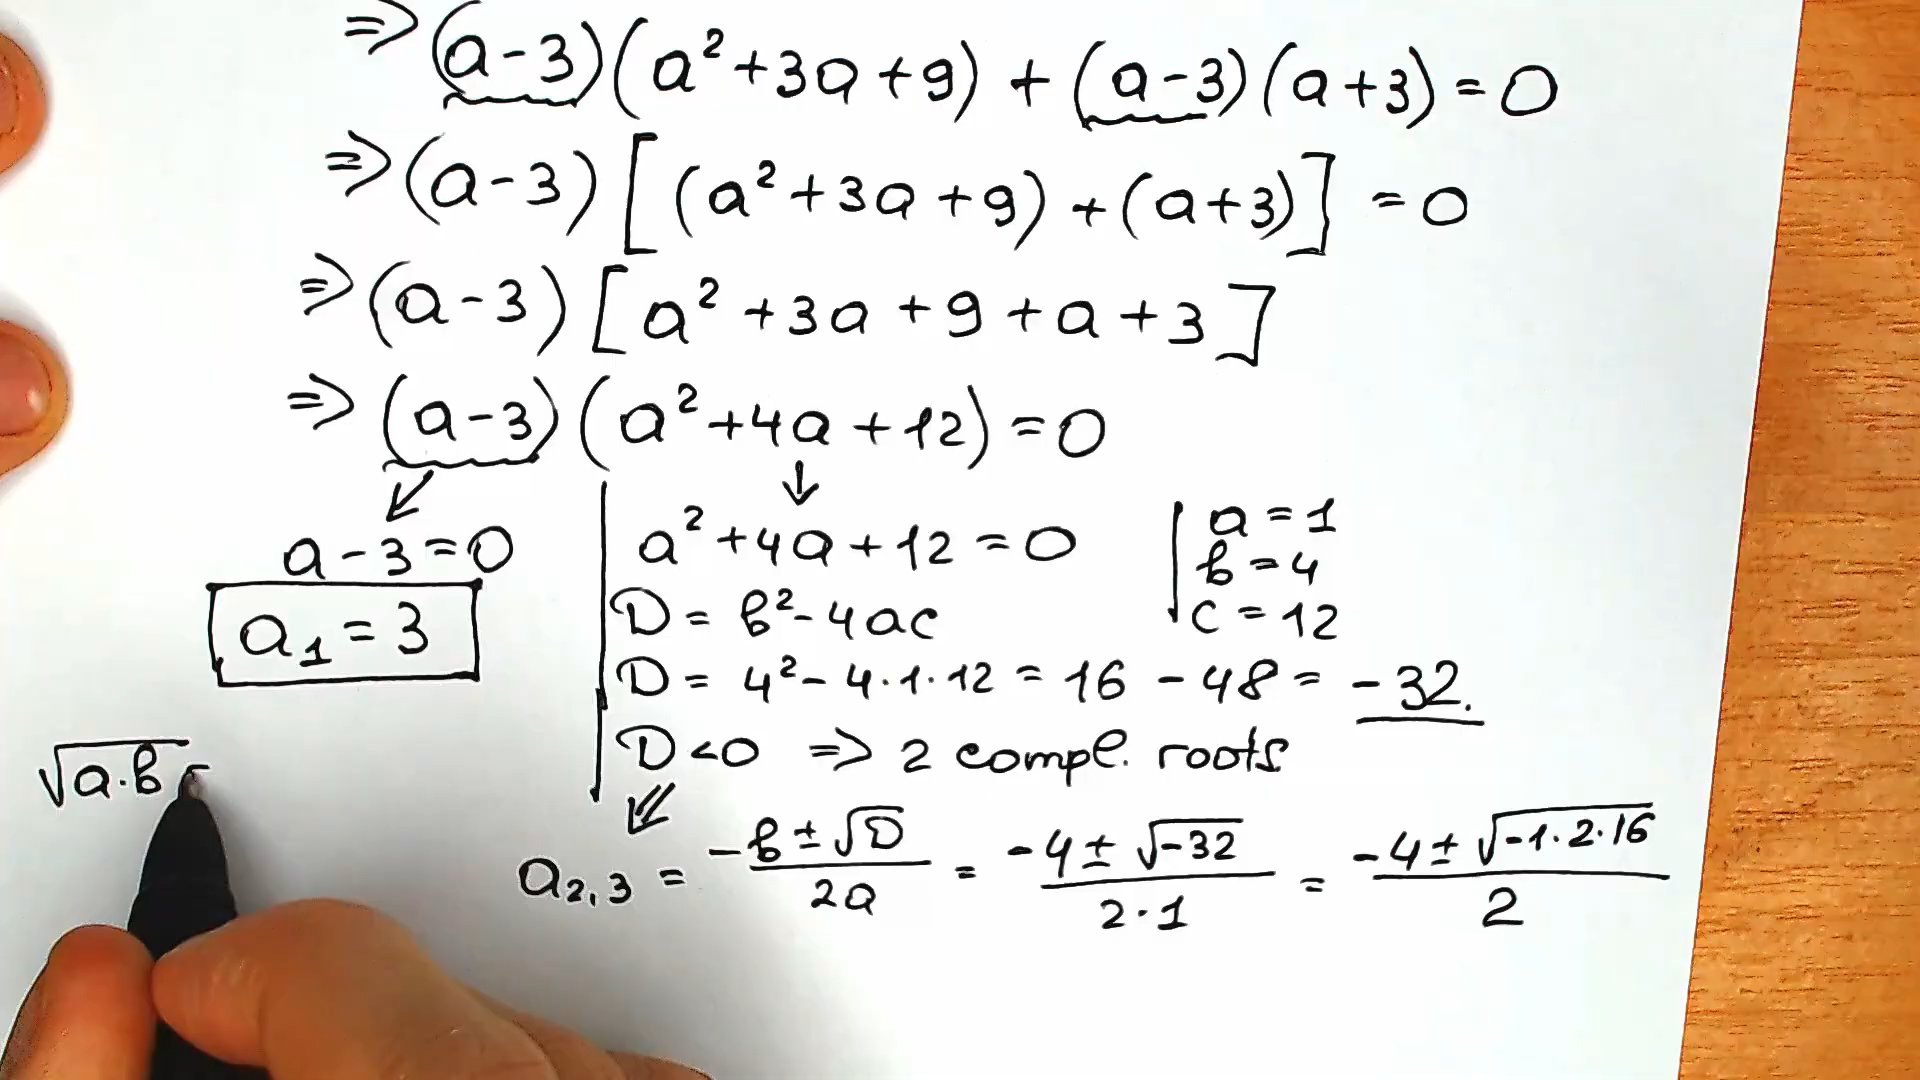 => (a-3)(a²+3a+9) + (a-3)(a+3) = 0
=> (a-3)[(a²+3a+9)+(a+3)] = 0
=> (a-3)[a²+3a+9+a+3]
=> (a-3)(a²+4a+12) = 0
↙ ↓
a-3=0
a₁ = 3
a²+4a+12 = 0
D = в²-4ac
D = 4²-4·1·12 = 16-48 = -32.
D<0 => 2 compl. roots
a=1
в=4
c=12
√a·в
a₂,₃ = (-в±√D)/2a = (-4±√-32)/2·1 = (-4±√-1·2·16)/2